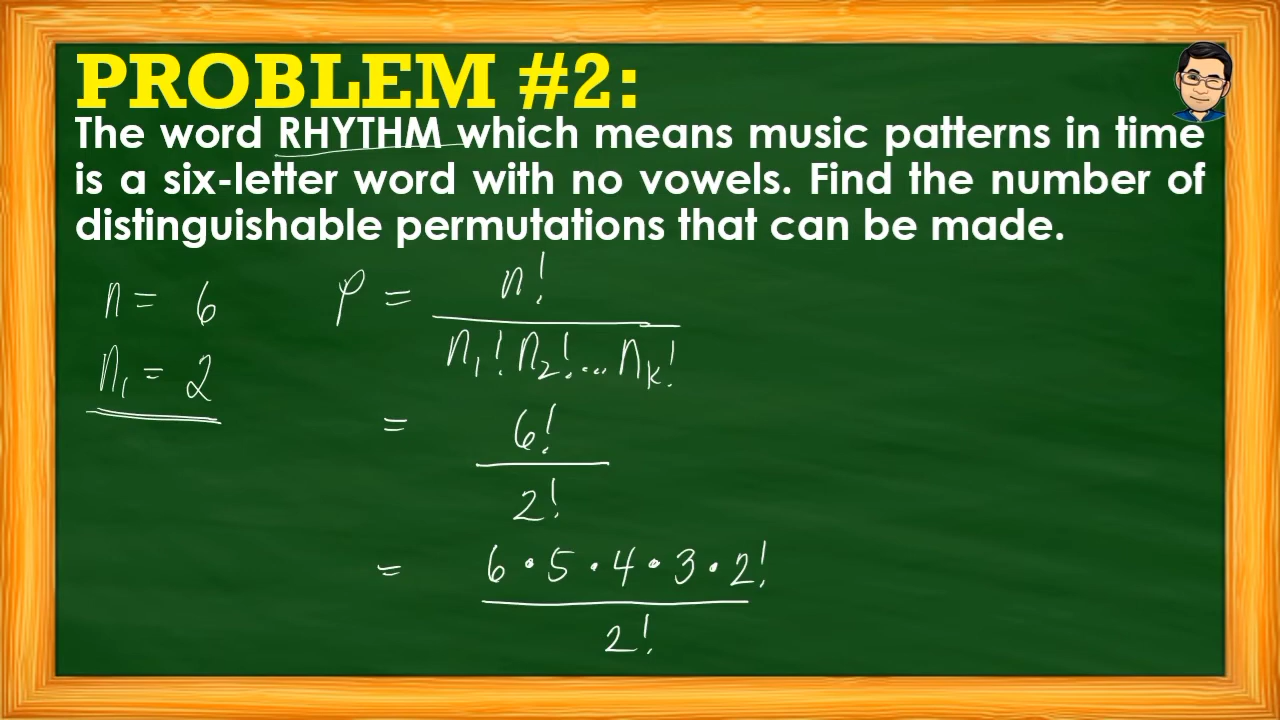 PROBLEM #2:
The word RHYTHM which means music patterns in time
is a six-letter word with no vowels. Find the number of
distinguishable permutations that can be made.
n = 6
n₁ = 2
P = n! / n₁! n₂! ... nₖ!
= 6! / 2!
= 6 · 5 · 4 · 3 · 2! / 2!